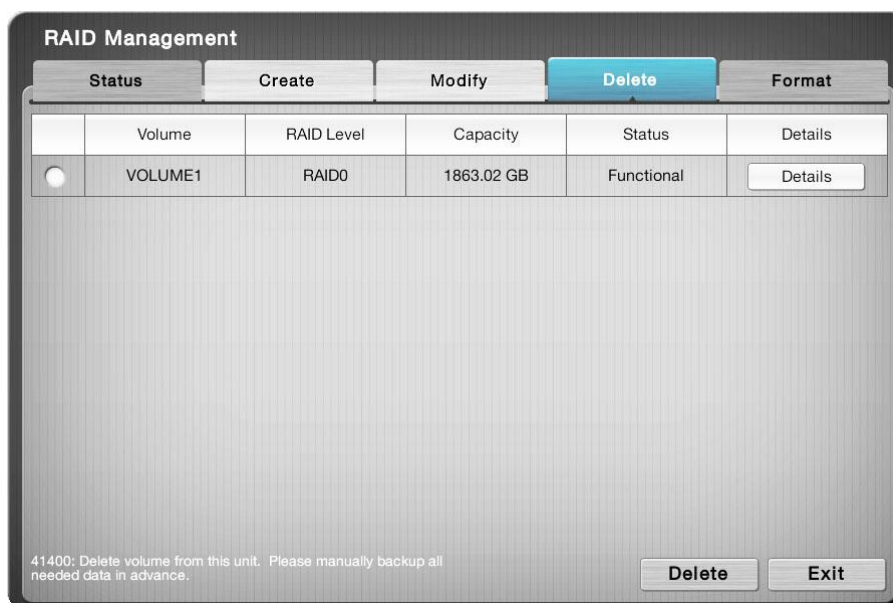 RAID Management
Status Create Modify Delete Format
Volume RAID Level Capacity Status Details
VOLUME1 RAID0 1863.02 GB Functional Details
41400: Delete volume from this unit. Please manually backup all
needed data in advance.
Delete Exit